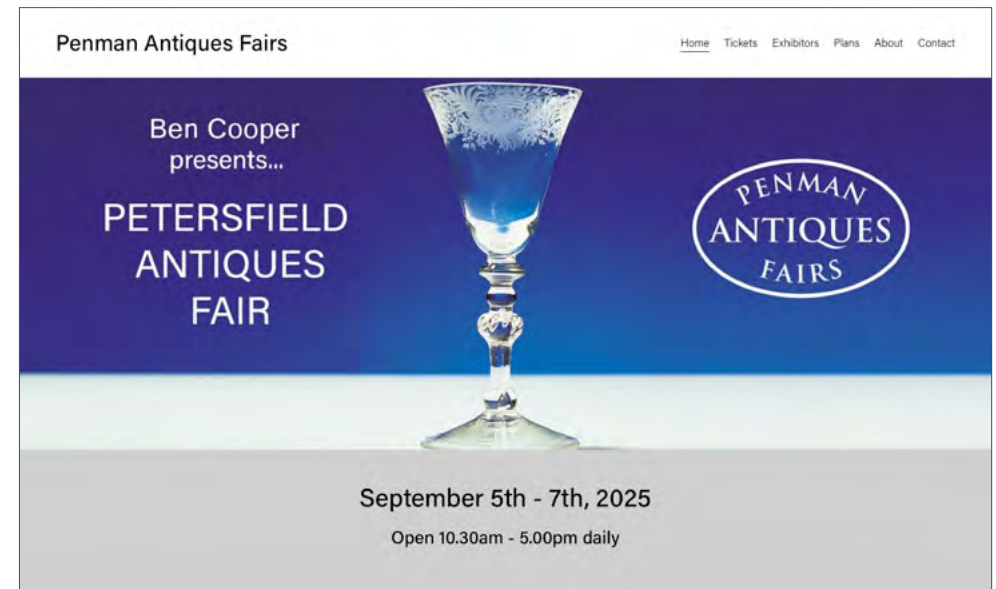 Penman Antiques Fairs
Home Tickets Exhibitors Plans About Contact
Ben Cooper
presents...
PETERSFIELD
ANTIQUES
FAIR
PENMAN
ANTIQUES
FAIRS
September 5th - 7th, 2025
Open 10.30am - 5.00pm daily